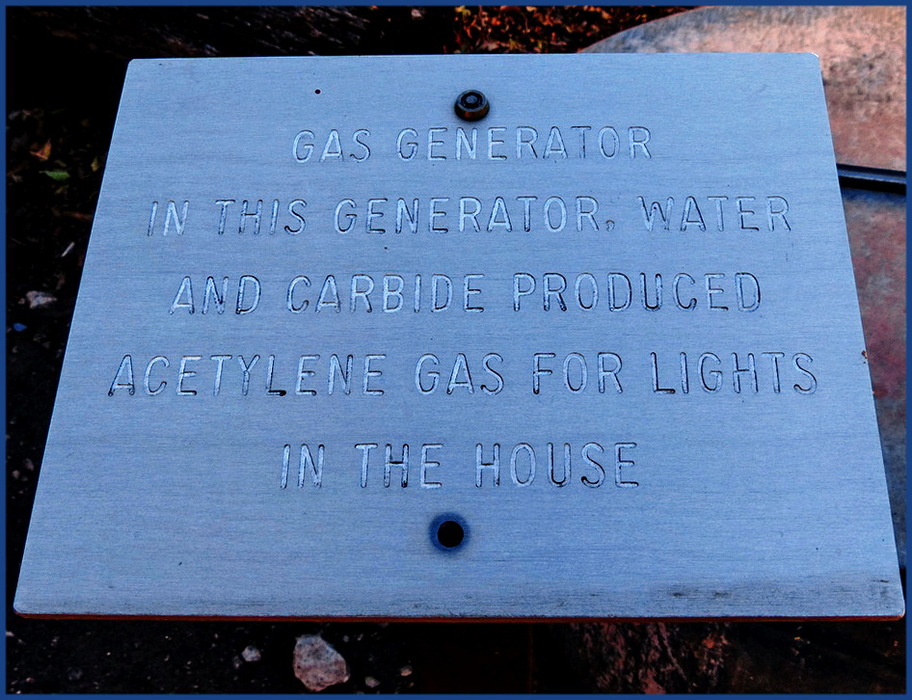 GAS GENERATOR
IN THIS GENERATOR, WATER
AND CARBIDE PRODUCED
ACETYLENE GAS FOR LIGHTS
IN THE HOUSE